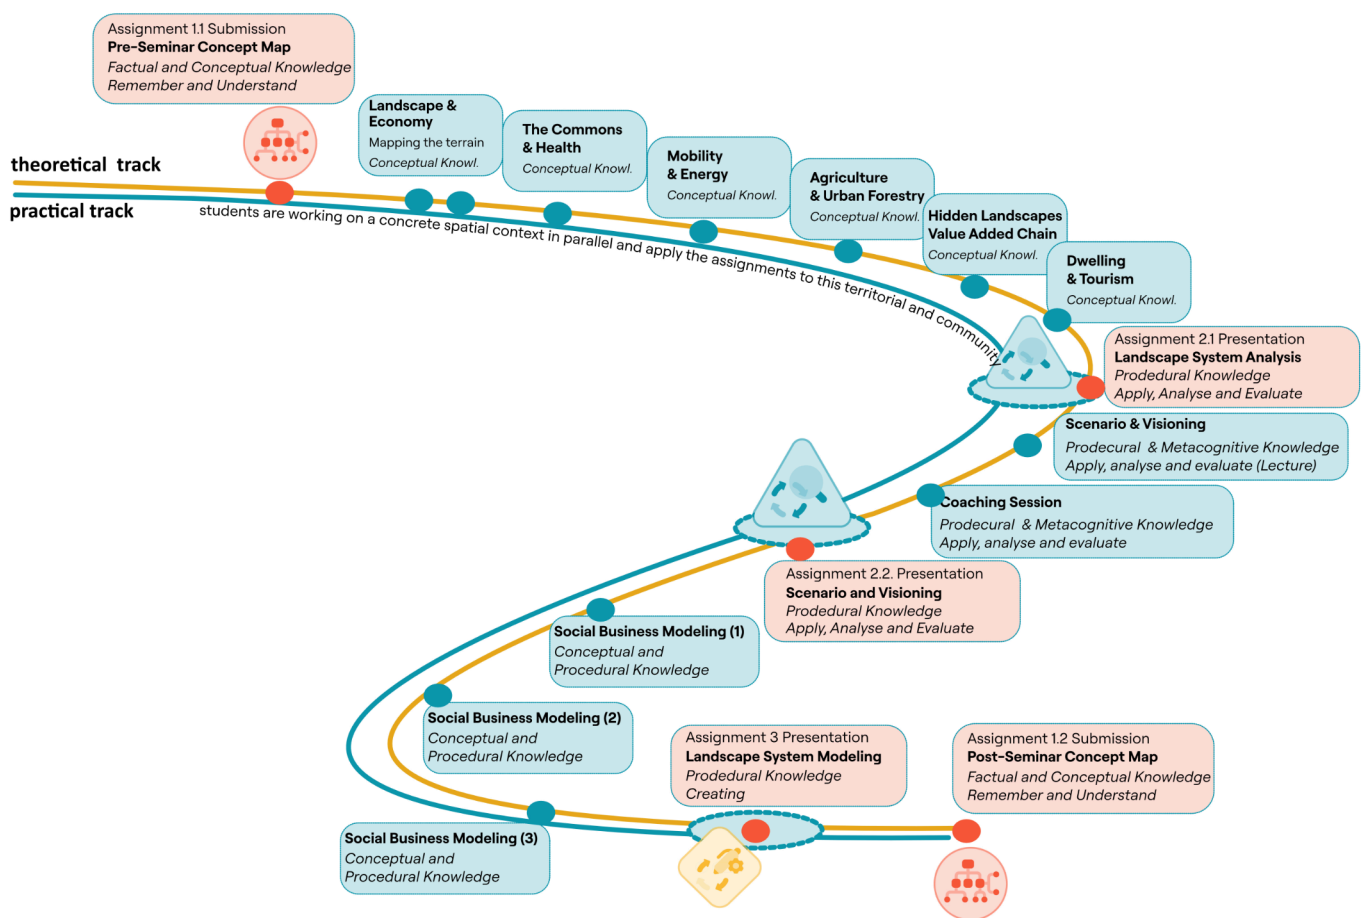 Assignment 1.1 Submission
Pre-Seminar Concept Map
Factual and Conceptual Knowledge
Remember and Understand
Landscape &
Economy
Mapping the terrain
Conceptual Knowl.
The Commons
& Health
Conceptual Knowl.
Mobility
& Energy
Conceptual Knowl.
Agriculture
& Urban Forestry
Conceptual Knowl.
Hidden Landscapes
Value Added Chain
Conceptual Knowl.
Dwelling
& Tourism
Conceptual Knowl.
theoretical track
practical track
students are working on a concrete spatial context in parallel and apply the assignments to this territorial and community
Assignment 2.1 Presentation
Landscape System Analysis
Prodedural Knowledge
Apply, Analyse and Evaluate
Scenario & Visioning
Prodecural & Metacognitive Knowledge
Apply, analyse and evaluate (Lecture)
Coaching Session
Prodecural & Metacognitive Knowledge
Apply, analyse and evaluate
Assignment 2.2. Presentation
Scenario and Visioning
Prodedural Knowledge
Apply, Analyse and Evaluate
Social Business Modeling (1)
Conceptual and
Procedural Knowledge
Social Business Modeling (2)
Conceptual and
Procedural Knowledge
Social Business Modeling (3)
Conceptual and
Procedural Knowledge
Assignment 3 Presentation
Landscape System Modeling
Prodedural Knowledge
Creating
Assignment 1.2 Submission
Post-Seminar Concept Map
Factual and Conceptual Knowledge
Remember and Understand